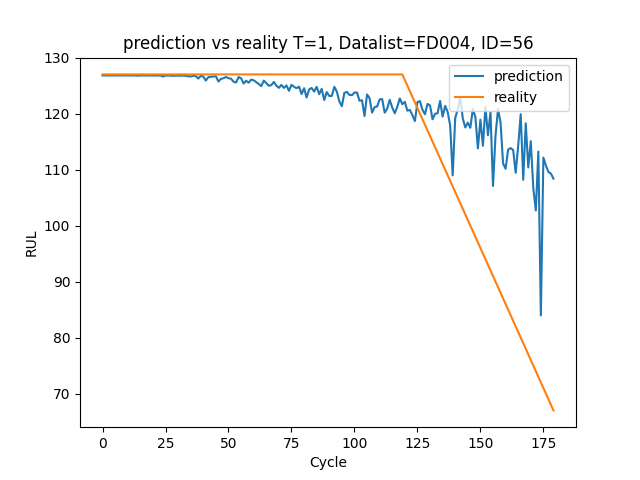 prediction vs reality T=1, Datalist=FD004, ID=56
prediction
reality
130
120
110
100
90
80
70
RUL
0 25 50 75 100 125 150 175
Cycle